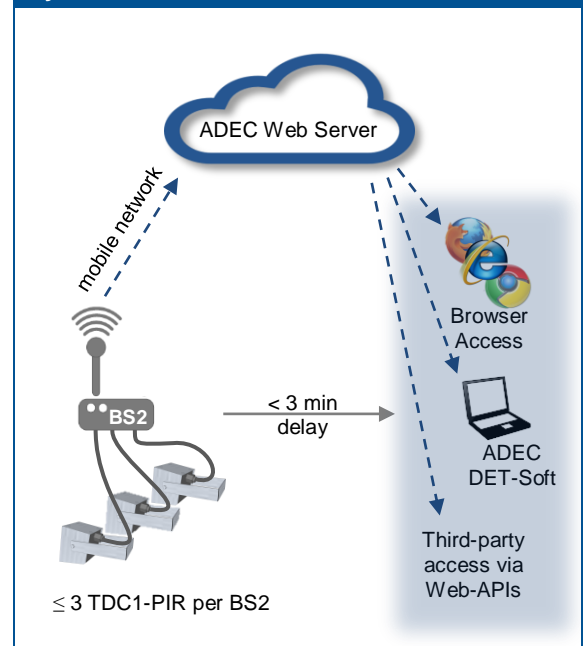 ADEC Web Server
mobile network
Browser
Access
BS2
< 3 min
delay
ADEC
DET-Soft
Third-party
access via
Web-APIs
≤ 3 TDC1-PIR per BS2